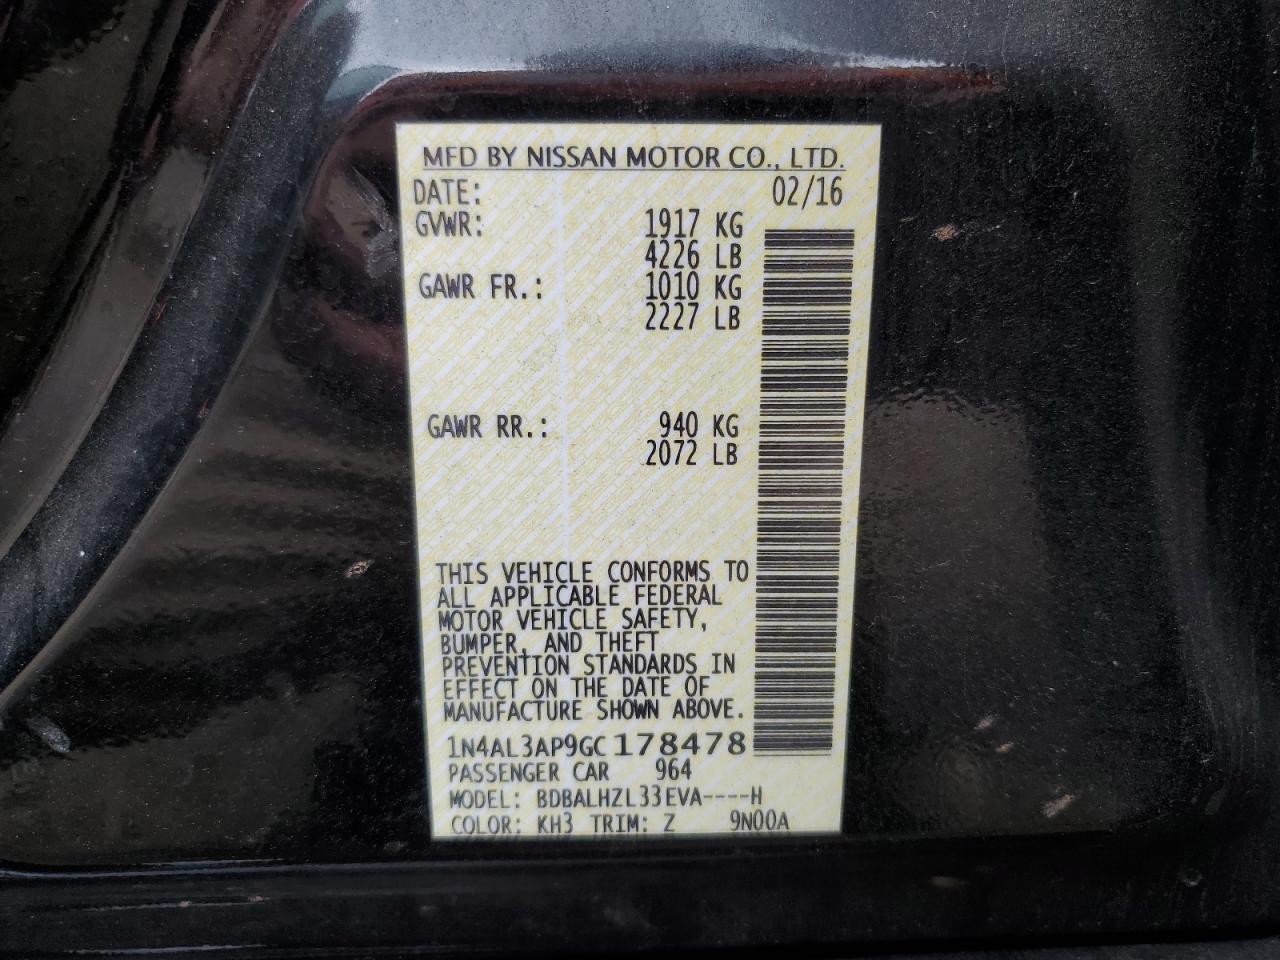 MFD BY NISSAN MOTOR CO., LTD.
DATE: 02/16
GVWR: 1917 KG
4226 LB
GAWR FR.: 1010 KG
2227 LB
GAWR RR.: 940 KG
2072 LB
THIS VEHICLE CONFORMS TO
ALL APPLICABLE FEDERAL
MOTOR VEHICLE SAFETY,
BUMPER, AND THEFT
PREVENTION STANDARDS IN
EFFECT ON THE DATE OF
MANUFACTURE SHOWN ABOVE.
1N4AL3AP9GC178478
PASSENGER CAR 964
MODEL: BDBALHZL33EVA----H
COLOR: KH3 TRIM: Z 9N00A